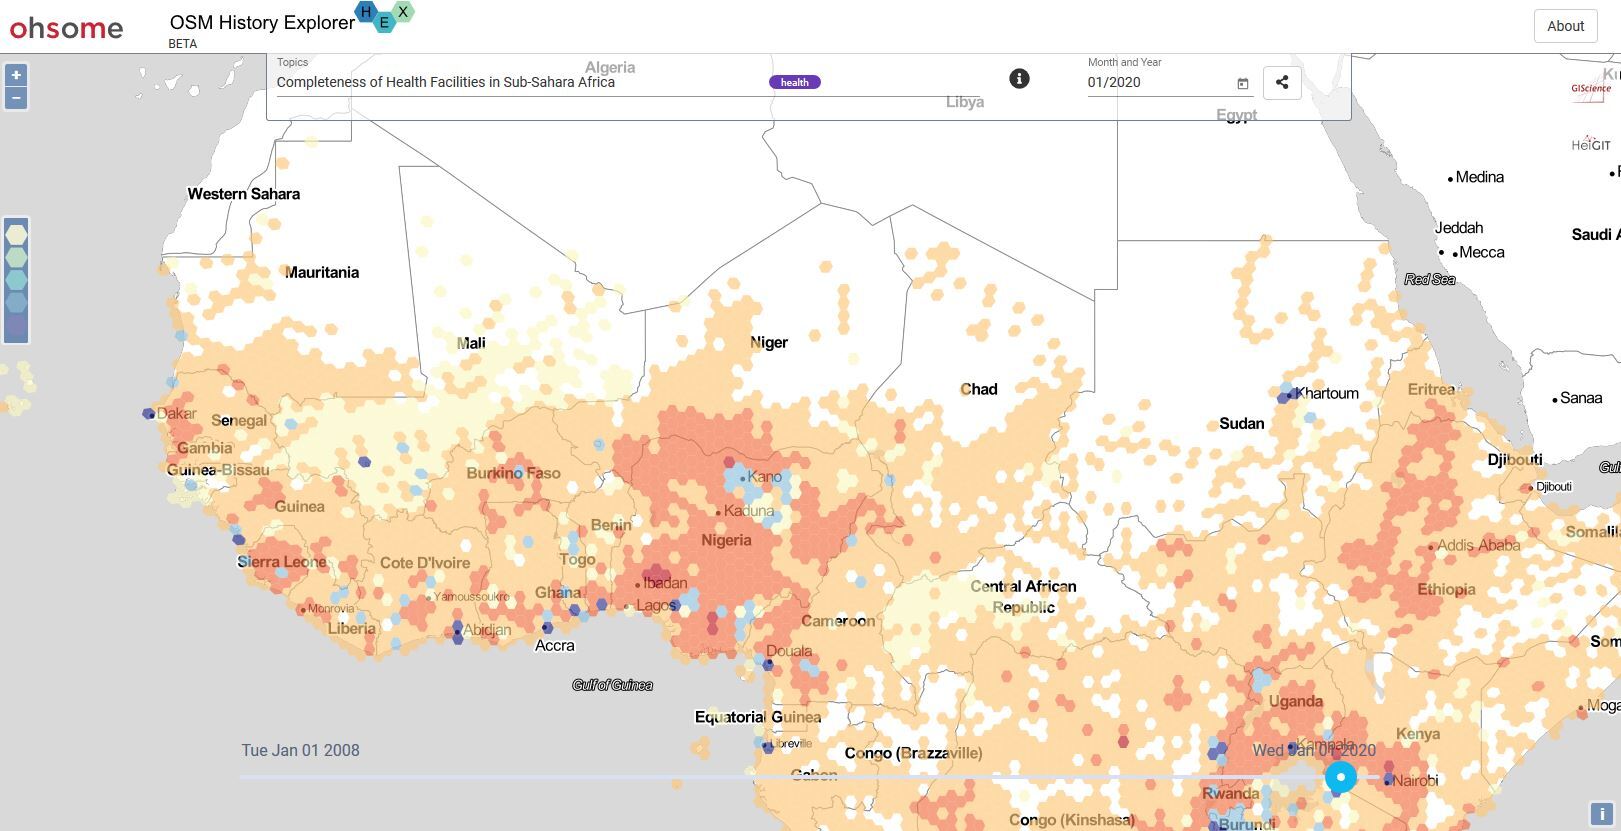 ohsome
OSM History Explorer
H E X
BETA
About
Topics
Completeness of Health Facilities in Sub-Sahara Africa
health
Month and Year
01/2020
GIScience
HeiGIT
Algeria
Libya
Egypt
Western Sahara
Medina
Jeddah
Mecca
Saudi A
Red Sea
Mauritania
Mali
Niger
Chad
Khartoum
Eritrea
Sanaa
Sudan
Dakar
Senegal
Gambia
Guinea-Bissau
Burkino Faso
Kano
Djibouti
Djibouti
Guinea
Kaduna
Benin
Nigeria
Addis Ababa
Sierra Leone
Cote D'Ivoire
Togo
Ibadan
Ghana
Yamoussoukro
Central African
Republic
Ethiopia
Monrovia
Lagos
Liberia
Abidjan
Cameroon
Accra
Douala
Gulf of Guinea
Uganda
Moga
Equatorial Guinea
Libreville
Congo (Brazzaville)
Kampala
Kenya
Tue Jan 01 2008
Wed Jan 01 2020
Gabon
Nairobi
Rwanda
Congo (Kinshasa)
Burundi